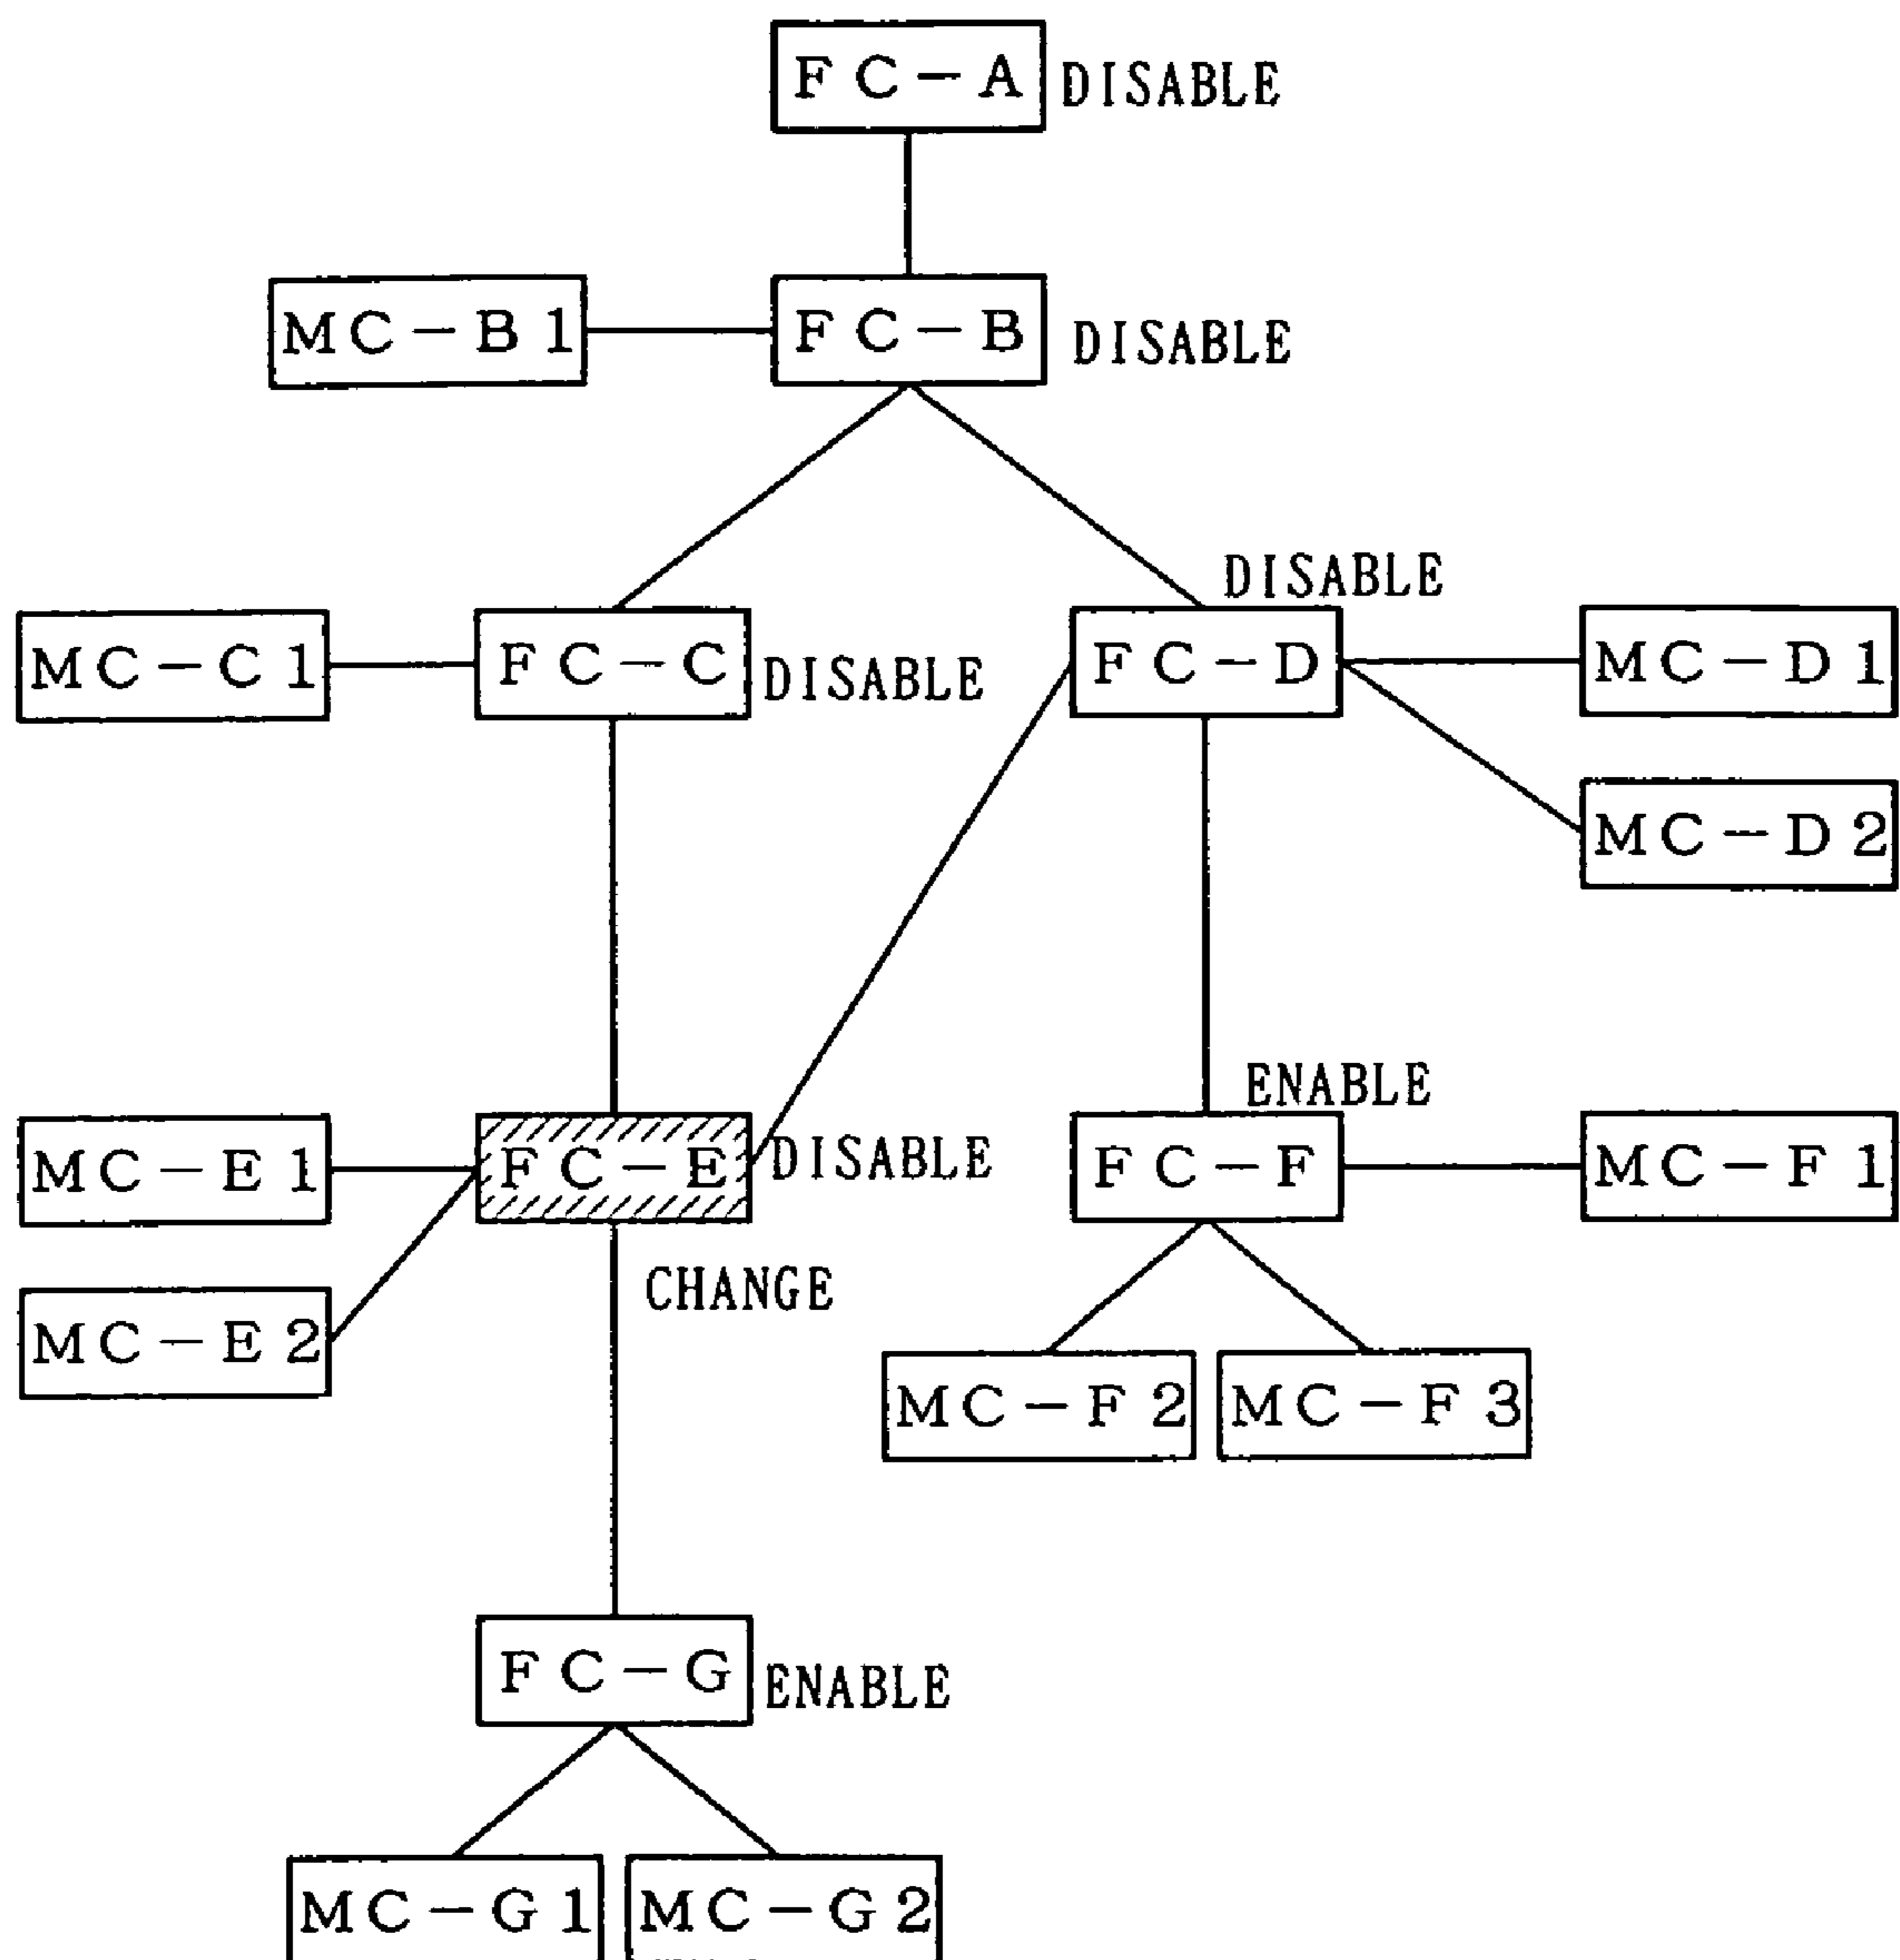 FC-A DISABLE
MC-B1 FC-B DISABLE
DISABLE
MC-C1 FC-C DISABLE FC-D MC-D1
MC-D2
ENABLE
MC-E1 FC-E DISABLE FC-F MC-F1
CHANGE
MC-E2
MC-F2 MC-F3
FC-G ENABLE
MC-G1 MC-G2